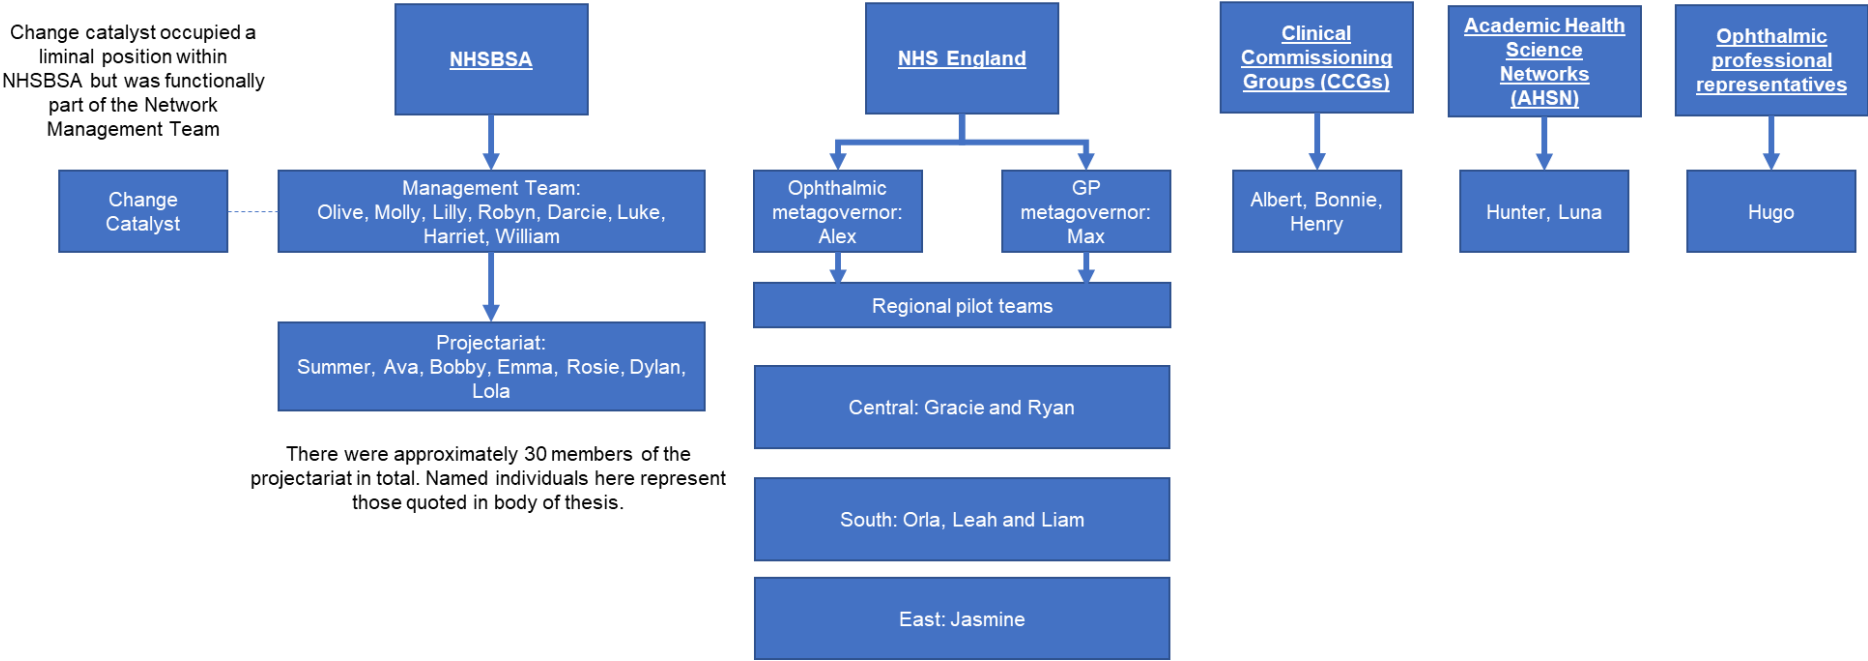 Change catalyst occupied a
liminal position within
NHSBSA but was functionally
part of the Network
Management Team
NHSBSA
NHS England
Clinical
Commissioning
Groups (CCGs)
Academic Health
Science
Networks
(AHSN)
Ophthalmic
professional
representatives
Change
Catalyst
Management Team:
Olive, Molly, Lilly, Robyn, Darcie, Luke,
Harriet, William
Ophthalmic
metagovernor:
Alex
GP
metagovernor:
Max
Albert, Bonnie,
Henry
Hunter, Luna
Hugo
Projectariat:
Summer, Ava, Bobby, Emma, Rosie, Dylan,
Lola
Regional pilot teams
There were approximately 30 members of the
projectariat in total. Named individuals here represent
those quoted in body of thesis.
Central: Gracie and Ryan
South: Orla, Leah and Liam
East: Jasmine